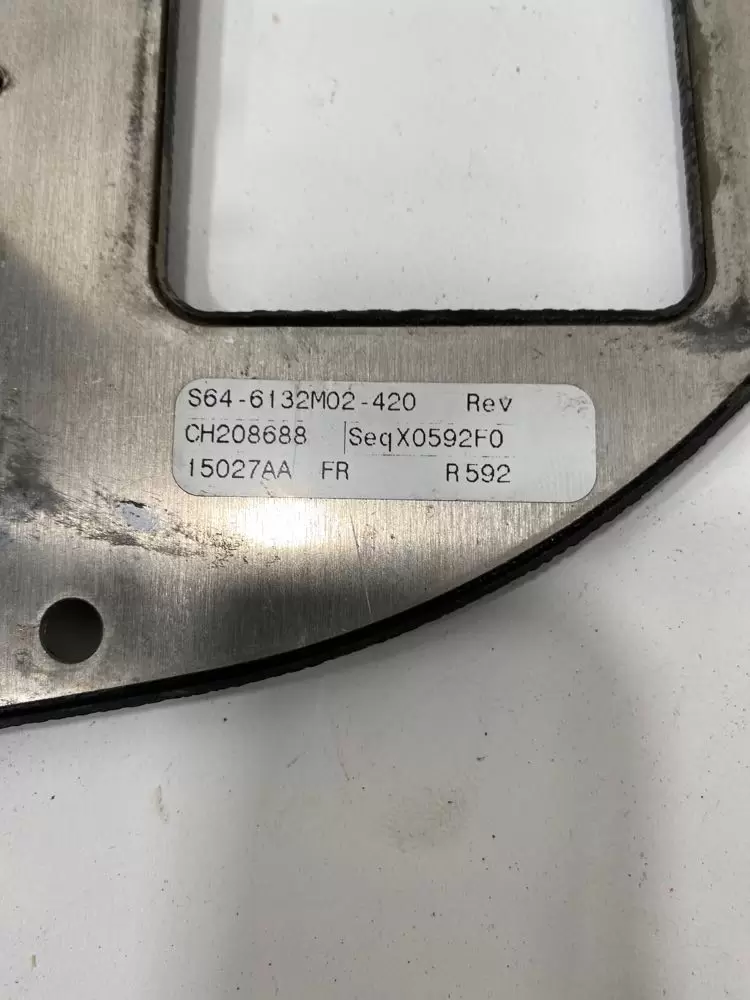 S64-6132M02-420 Rev
CH208688 |SeqX0592F0
15027AA FR R592